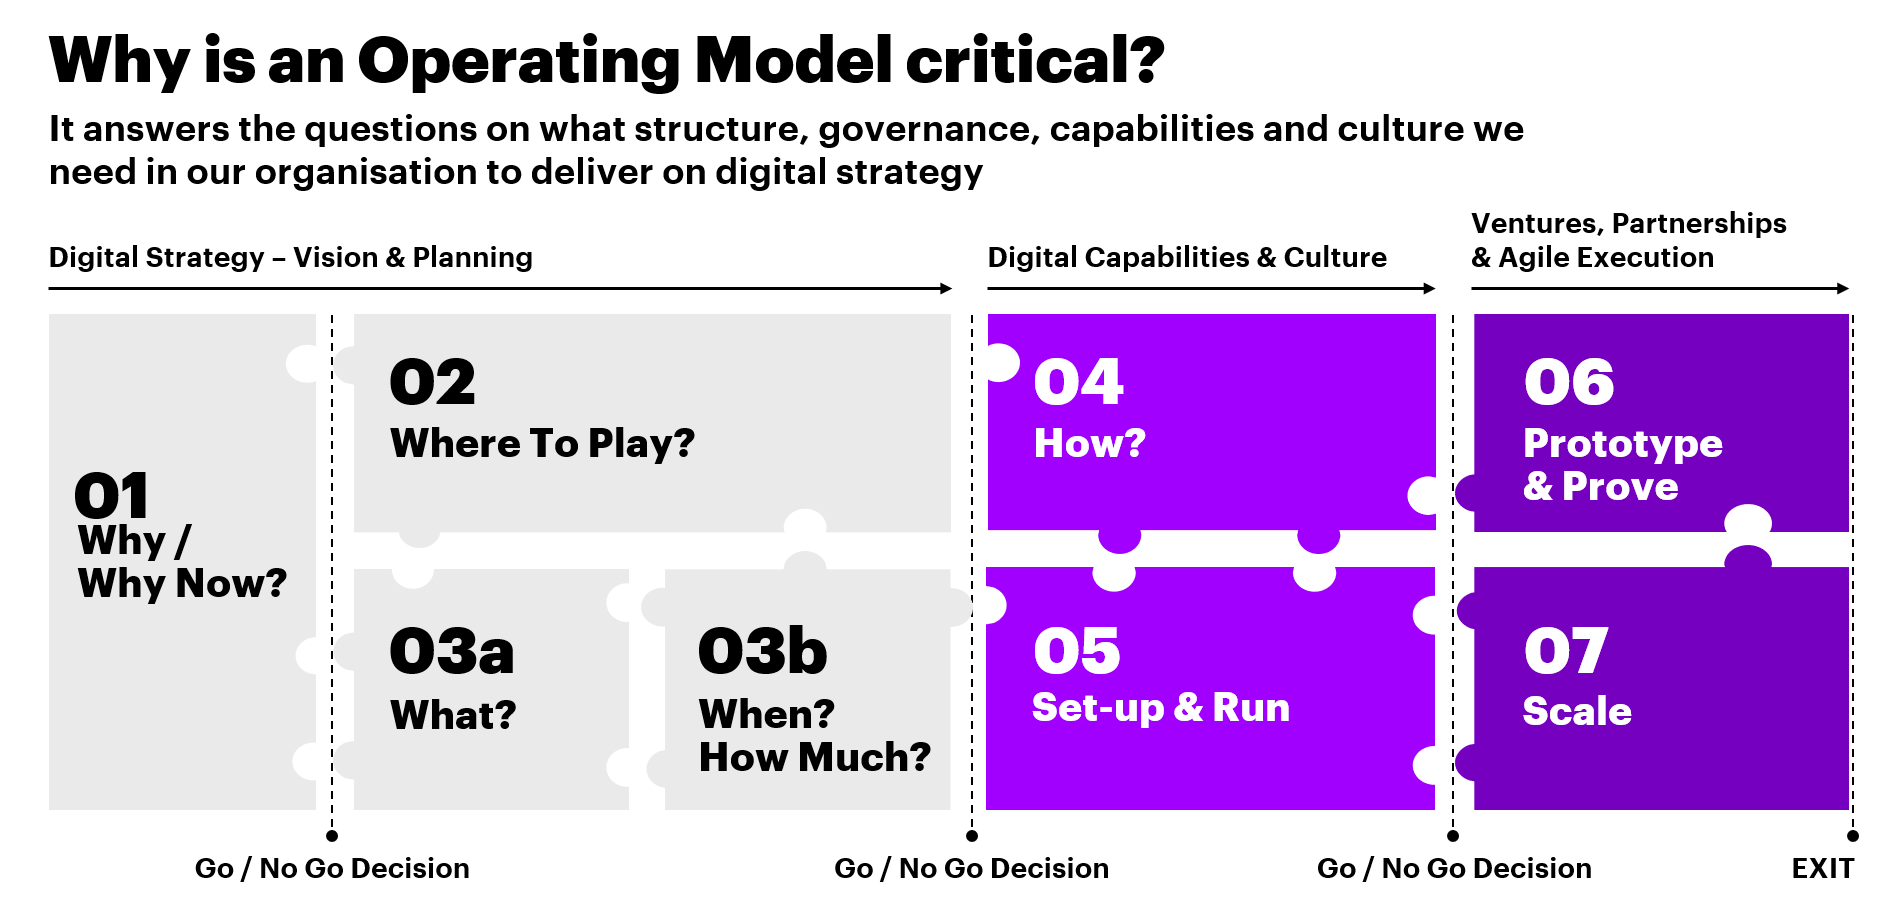 Why is an Operating Model critical?
It answers the questions on what structure, governance, capabilities and culture we
need in our organisation to deliver on digital strategy
Digital Strategy – Vision & Planning
Digital Capabilities & Culture
Ventures, Partnerships
& Agile Execution
01
Why /
Why Now?
02
Where To Play?
03a
What?
03b
When?
How Much?
04
How?
05
Set-up & Run
06
Prototype
& Prove
07
Scale
Go / No Go Decision
Go / No Go Decision
Go / No Go Decision
EXIT